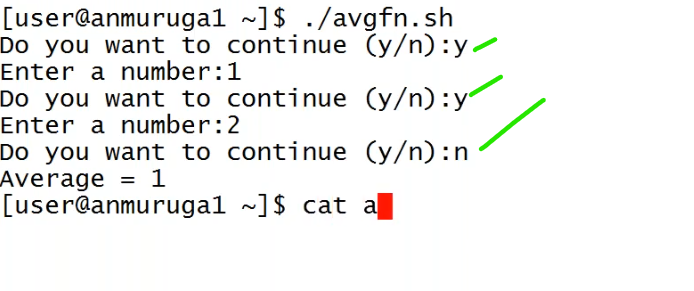 [user@anmuruga1 ~]$ ./avgfn.sh
Do you want to continue (y/n):y
Enter a number:1
Do you want to continue (y/n):y
Enter a number:2
Do you want to continue (y/n):n
Average = 1
[user@anmuruga1 ~]$ cat a